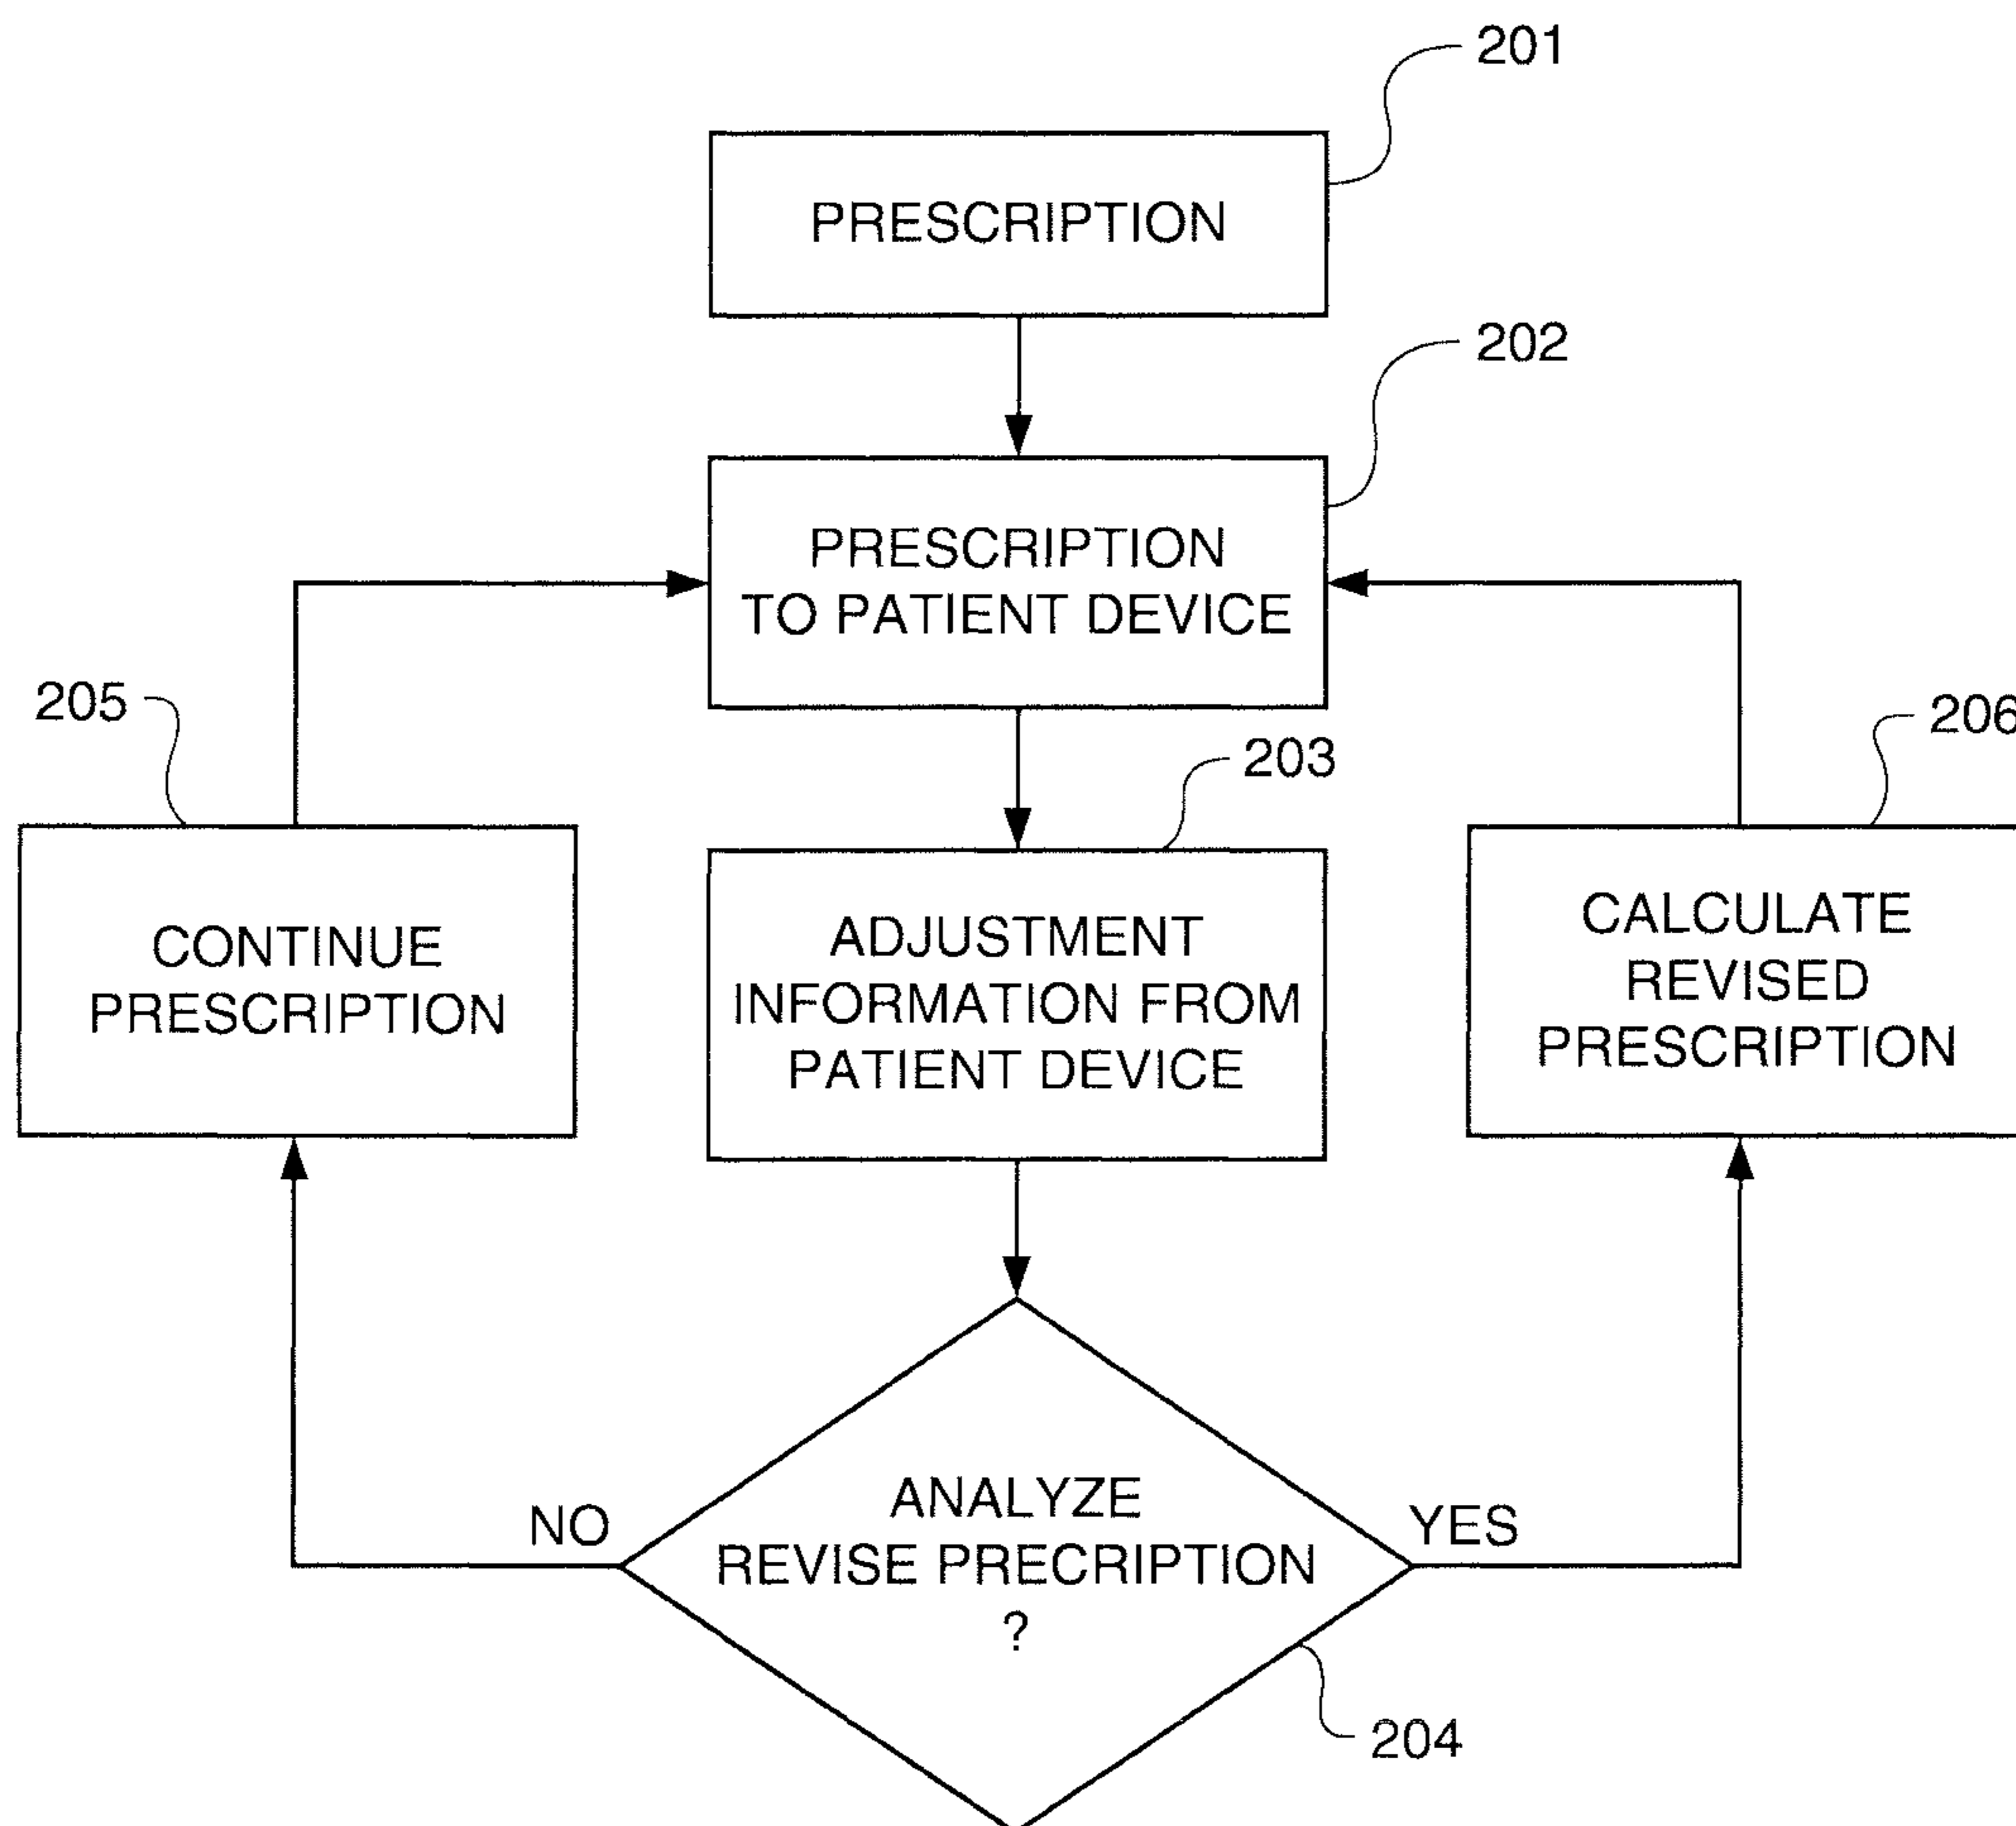 201
PRESCRIPTION
202
PRESCRIPTION
TO PATIENT DEVICE
205
206
203
CONTINUE
PRESCRIPTION
ADJUSTMENT
INFORMATION FROM
PATIENT DEVICE
CALCULATE
REVISED
PRESCRIPTION
NO
ANALYZE
REVISE PRECRIPTION
?
YES
204